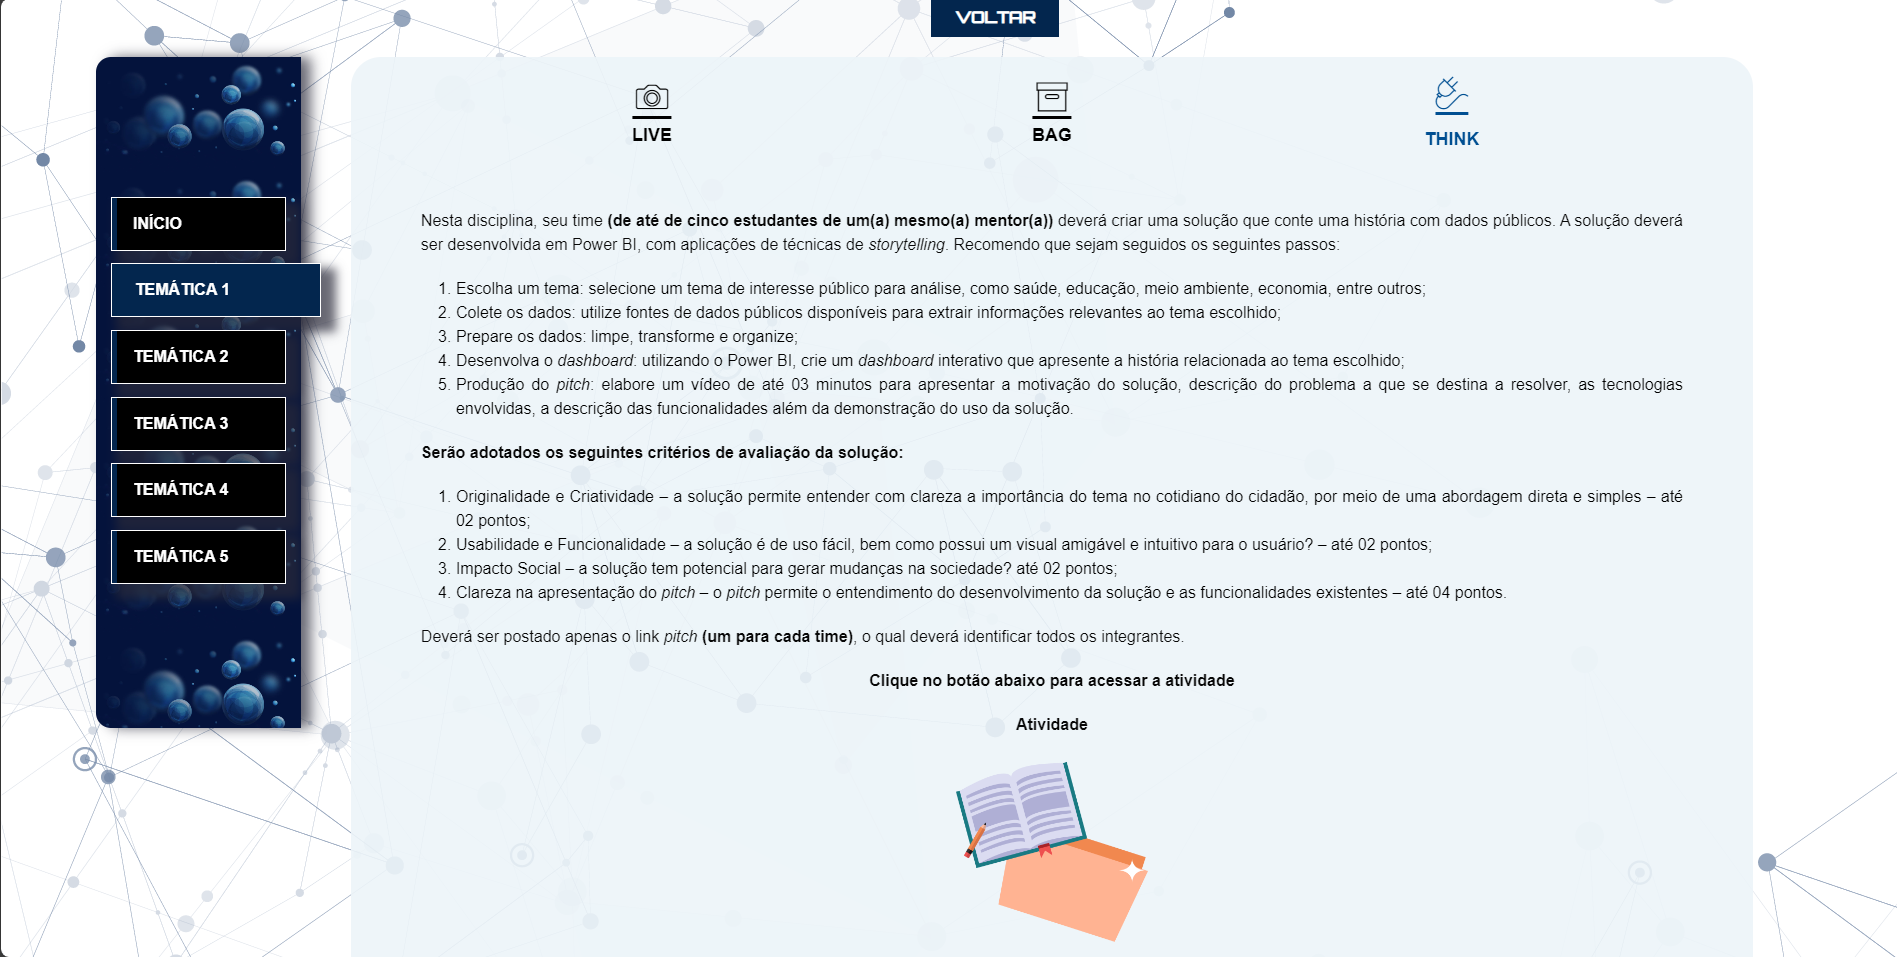 VOLTAR
LIVE
BAG
THINK
INÍCIO
TEMÁTICA 1
TEMÁTICA 2
TEMÁTICA 3
TEMÁTICA 4
TEMÁTICA 5
Nesta disciplina, seu time (de até de cinco estudantes de um(a) mesmo(a) mentor(a)) deverá criar uma solução que conte uma história com dados públicos. A solução deverá
ser desenvolvida em Power BI, com aplicações de técnicas de storytelling. Recomendo que sejam seguidos os seguintes passos:
1. Escolha um tema: selecione um tema de interesse público para análise, como saúde, educação, meio ambiente, economia, entre outros;
2. Colete os dados: utilize fontes de dados públicos disponíveis para extrair informações relevantes ao tema escolhido;
3. Prepare os dados: limpe, transforme e organize;
4. Desenvolva o dashboard: utilizando o Power BI, crie um dashboard interativo que apresente a história relacionada ao tema escolhido;
5. Produção do pitch: elabore um vídeo de até 03 minutos para apresentar a motivação do solução, descrição do problema a que se destina a resolver, as tecnologias
envolvidas, a descrição das funcionalidades além da demonstração do uso da solução.
Serão adotados os seguintes critérios de avaliação da solução:
1. Originalidade e Criatividade – a solução permite entender com clareza a importância do tema no cotidiano do cidadão, por meio de uma abordagem direta e simples – até
02 pontos;
2. Usabilidade e Funcionalidade – a solução é de uso fácil, bem como possui um visual amigável e intuitivo para o usuário? – até 02 pontos;
3. Impacto Social – a solução tem potencial para gerar mudanças na sociedade? até 02 pontos;
4. Clareza na apresentação do pitch – o pitch permite o entendimento do desenvolvimento da solução e as funcionalidades existentes – até 04 pontos.
Deverá ser postado apenas o link pitch (um para cada time), o qual deverá identificar todos os integrantes.
Clique no botão abaixo para acessar a atividade
Atividade